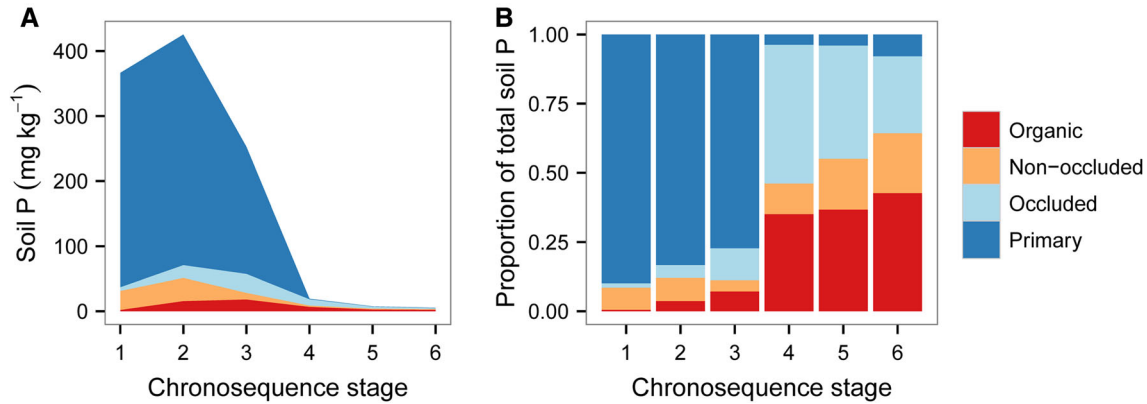 A
Soil P (mg kg−1)
400
300
200
100
0
1 2 3 4 5 6
Chronosequence stage
B
Proportion of total soil P
1.00
0.75
0.50
0.25
0.00
1 2 3 4 5 6
Chronosequence stage
Organic
Non−occluded
Occluded
Primary